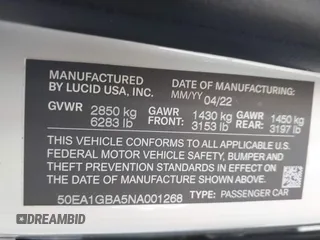 MANUFACTURED BY LUCID USA, INC.
DATE OF MANUFACTURING:
MM/YY 04/22
GVWR 2850 kg 6283 lb
GAWR FRONT: 1430 kg 3153 lb
GAWR REAR: 1450 kg 3197 lb
THIS VEHICLE CONFORMS TO ALL APPLICABLE U.S.
FEDERAL MOTOR VEHICLE SAFETY, BUMPER AND
THEFT PREVENTION STANDARDS IN EFFECT ON THE
DATE OF MANUFACTURE SHOWN ABOVE.
50EA1GBA5NA001268 TYPE: PASSENGER CAR
DREAMBID